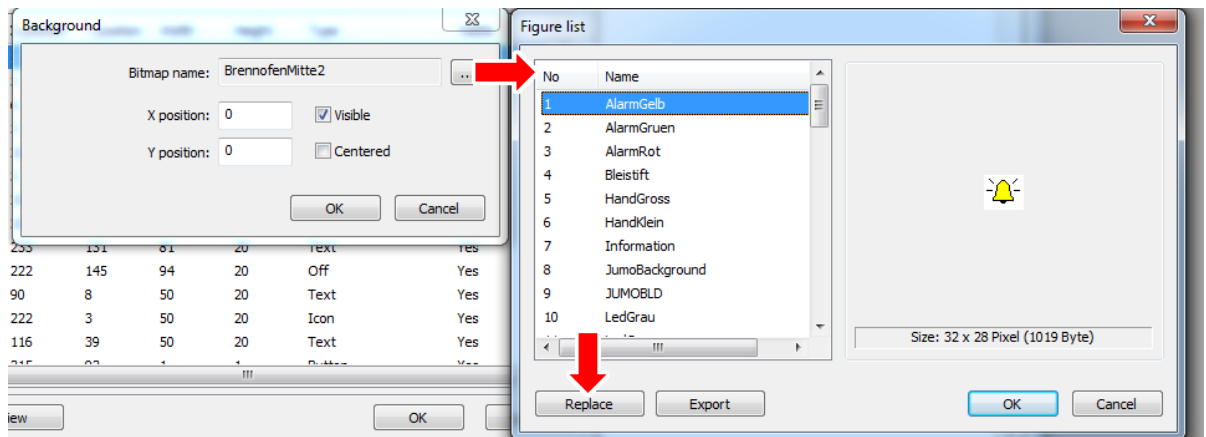 Background
Bitmap name: BrennofenMitte2 ..
X position: 0 Visible
Y position: 0 Centered
OK Cancel
233 131 81 20 Text Yes
222 145 94 20 Off Yes
90 8 50 20 Text Yes
222 3 50 20 Icon Yes
116 39 50 20 Text Yes
iew OK
Figure list
No Name
1 AlarmGelb
2 AlarmGruen
3 AlarmRot
4 Bleistift
5 HandGross
6 HandKlein
7 Information
8 JumoBackground
9 JUMOBLD
10 LedGrau
Size: 32 x 28 Pixel (1019 Byte)
Replace Export OK Cancel